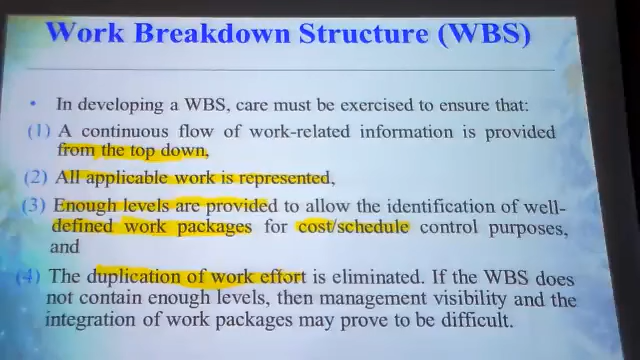 Work Breakdown Structure (WBS)
• In developing a WBS, care must be exercised to ensure that:
(1) A continuous flow of work-related information is provided
from the top down,
(2) All applicable work is represented,
(3) Enough levels are provided to allow the identification of well-
defined work packages for cost/schedule control purposes,
and
(4) The duplication of work effort is eliminated. If the WBS does
not contain enough levels, then management visibility and the
integration of work packages may prove to be difficult.